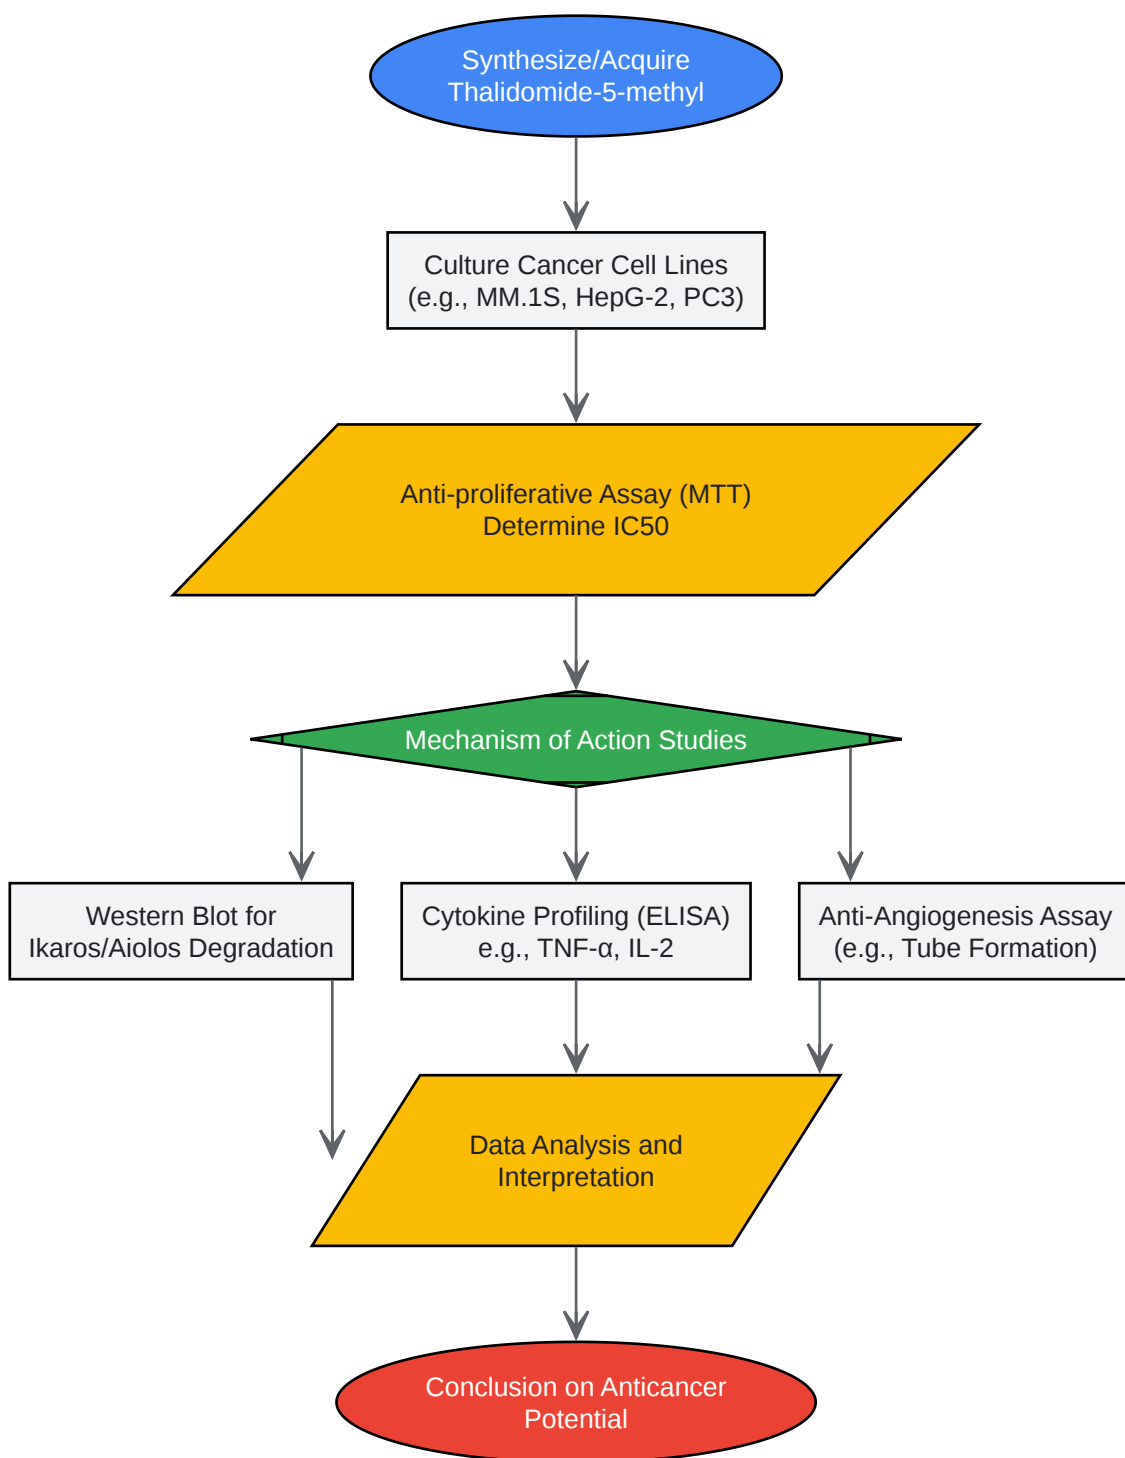 Synthesize/Acquire
Thalidomide-5-methyl
Culture Cancer Cell Lines
(e.g., MM.1S, HepG-2, PC3)
Anti-proliferative Assay (MTT)
Determine IC50
Mechanism of Action Studies
Western Blot for
Ikaros/Aiolos Degradation
Cytokine Profiling (ELISA)
e.g., TNF-α, IL-2
Anti-Angiogenesis Assay
(e.g., Tube Formation)
Data Analysis and
Interpretation
Conclusion on Anticancer
Potential